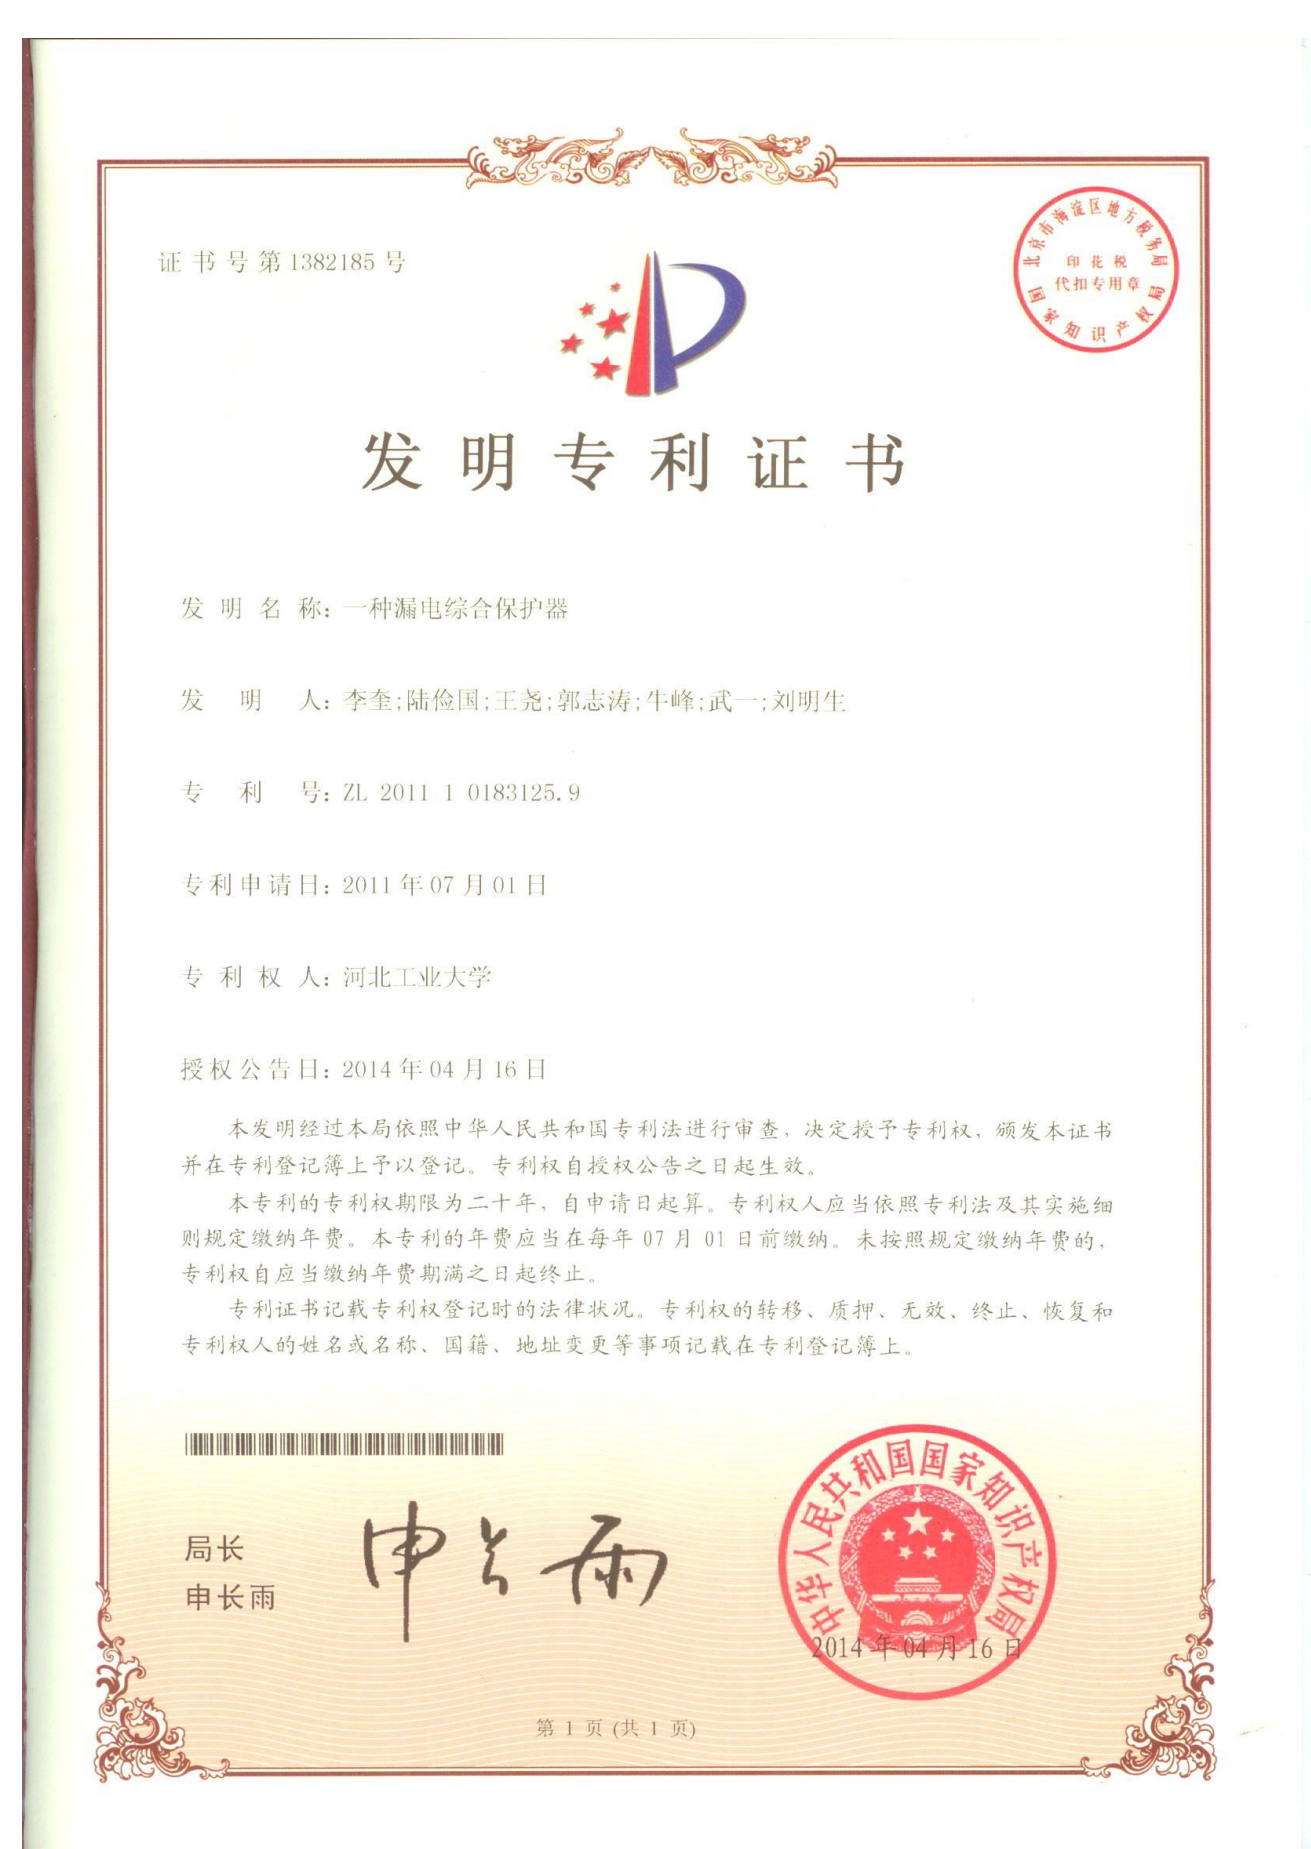 证书号第1382185号
北京市海淀区地方税务局
印花税
代扣专用章
国家知识产权局
发明专利证书
发明名称：一种漏电综合保护器
发明人：李奎;陆俭国;王尧;郭志涛;牛峰;武一;刘明生
专利号：ZL 2011 1 0183125.9
专利申请日：2011年07月01日
专利权人：河北工业大学
授权公告日：2014年04月16日
本发明经过本局依照中华人民共和国专利法进行审查，决定授予专利权，颁发本证书
并在专利登记簿上予以登记。专利权自授权公告之日起生效。
本专利的专利权期限为二十年，自申请日起算。专利权人应当依照专利法及其实施细
则规定缴纳年费。本专利的年费应当在每年07月01日前缴纳。未按照规定缴纳年费的，
专利权自应当缴纳年费期满之日起终止。
专利证书记载专利权登记时的法律状况。专利权的转移、质押、无效、终止、恢复和
专利权人的姓名或名称、国籍、地址变更等事项记载在专利登记簿上。
局长
申长雨
申长雨
中华人民共和国国家知识产权局
2014年04月16日
第1页(共1页)